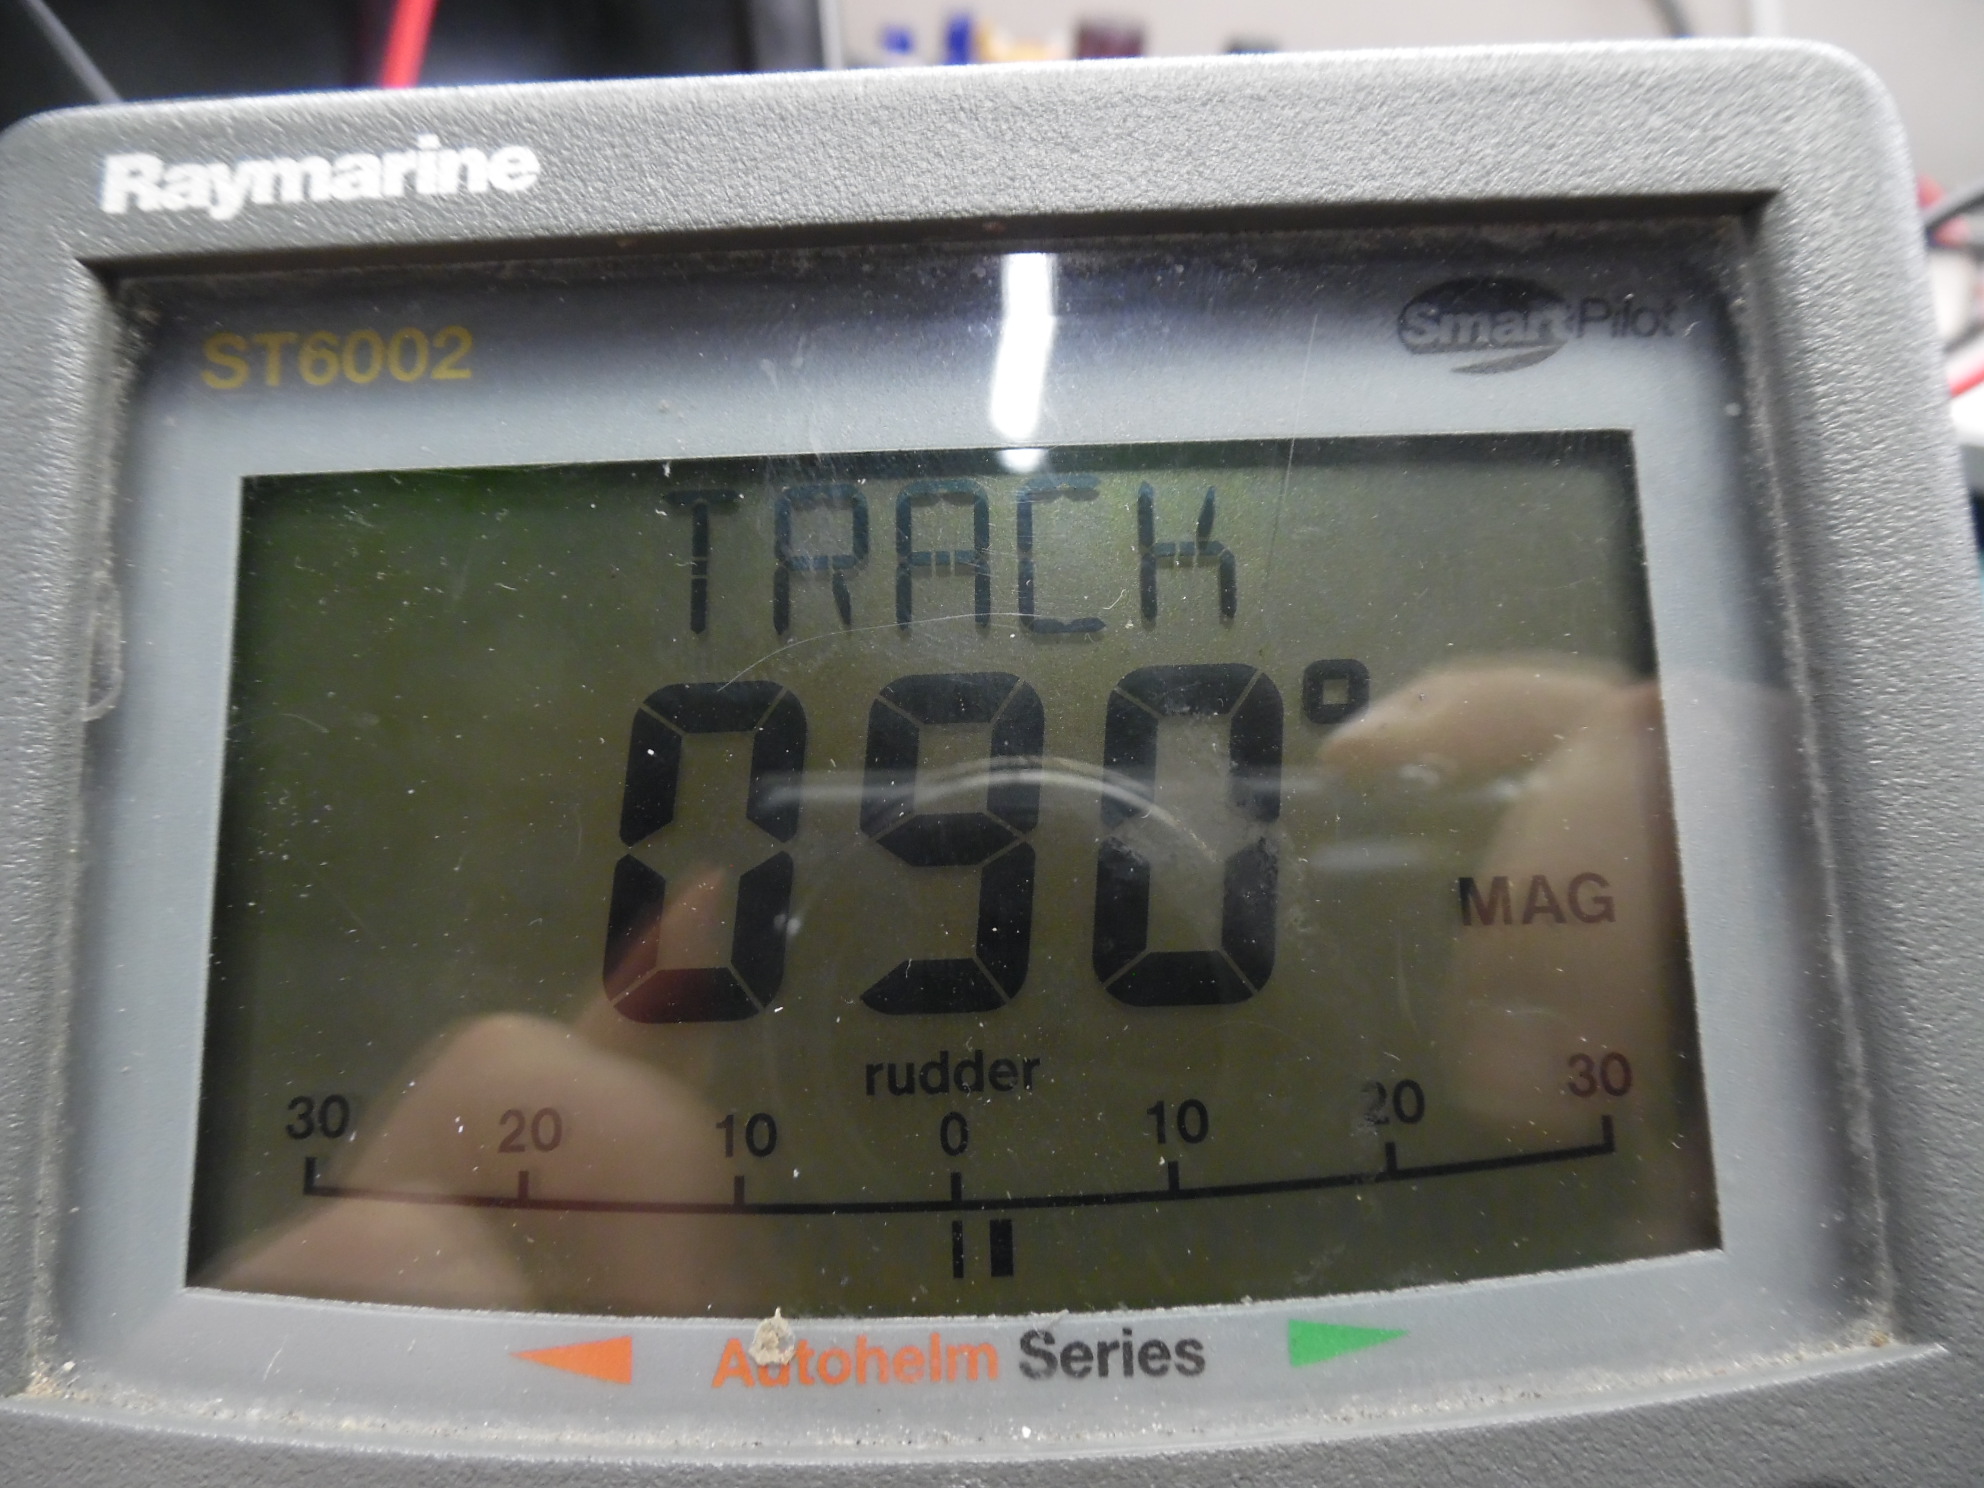 Raymarine
ST6002
SmartPilot
TRACK
090°
MAG
rudder
30 20 10 0 10 20 30
Autohelm Series